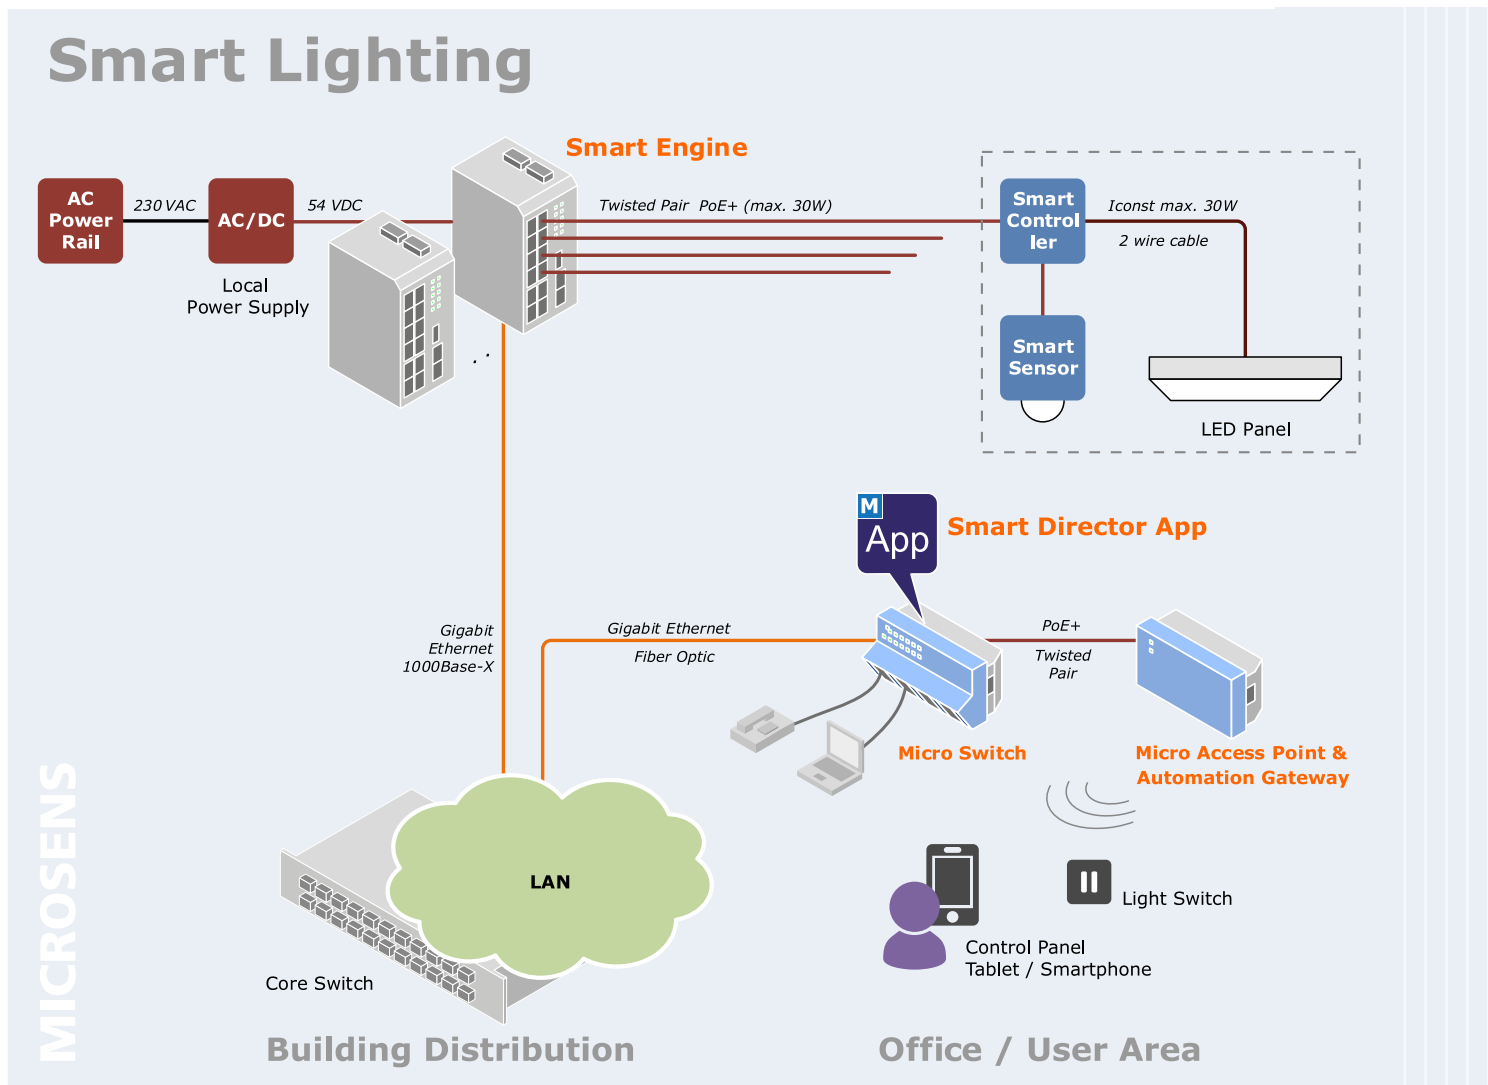 Smart Lighting
Smart Engine
AC
Power
Rail
230 VAC
AC/DC
54 VDC
Local
Power Supply
Twisted Pair PoE+ (max. 30W)
Smart
Control
ler
Iconst max. 30W
2 wire cable
Smart
Sensor
LED Panel
. . .
M
App
Smart Director App
Gigabit
Ethernet
1000Base-X
Gigabit Ethernet
Fiber Optic
PoE+
Twisted
Pair
Micro Switch
Micro Access Point &
Automation Gateway
LAN
Core Switch
Light Switch
Control Panel
Tablet / Smartphone
MICROSENS
Building Distribution
Office / User Area